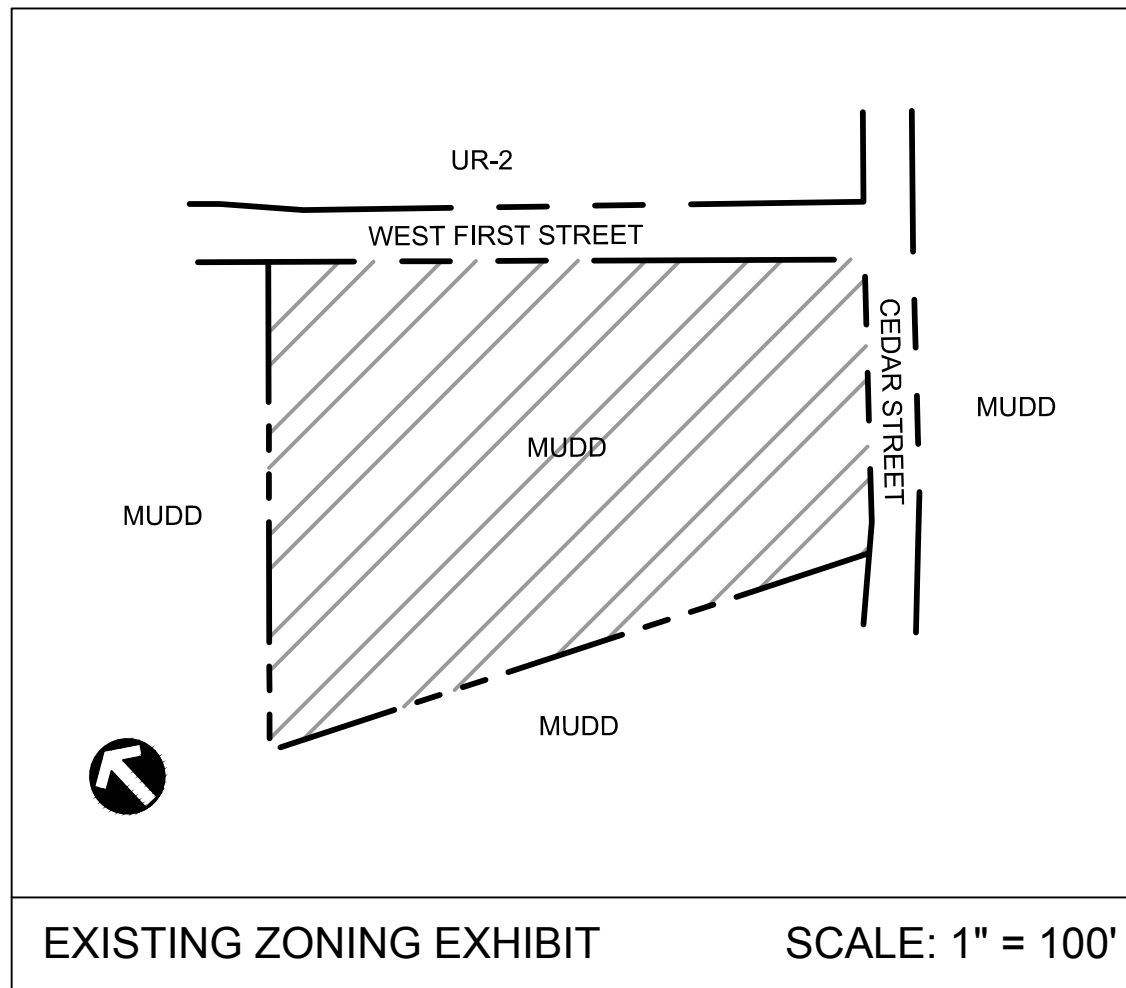 UR-2
WEST FIRST STREET
CEDAR STREET
MUDD
MUDD
MUDD
MUDD
EXISTING ZONING EXHIBIT
SCALE: 1" = 100'